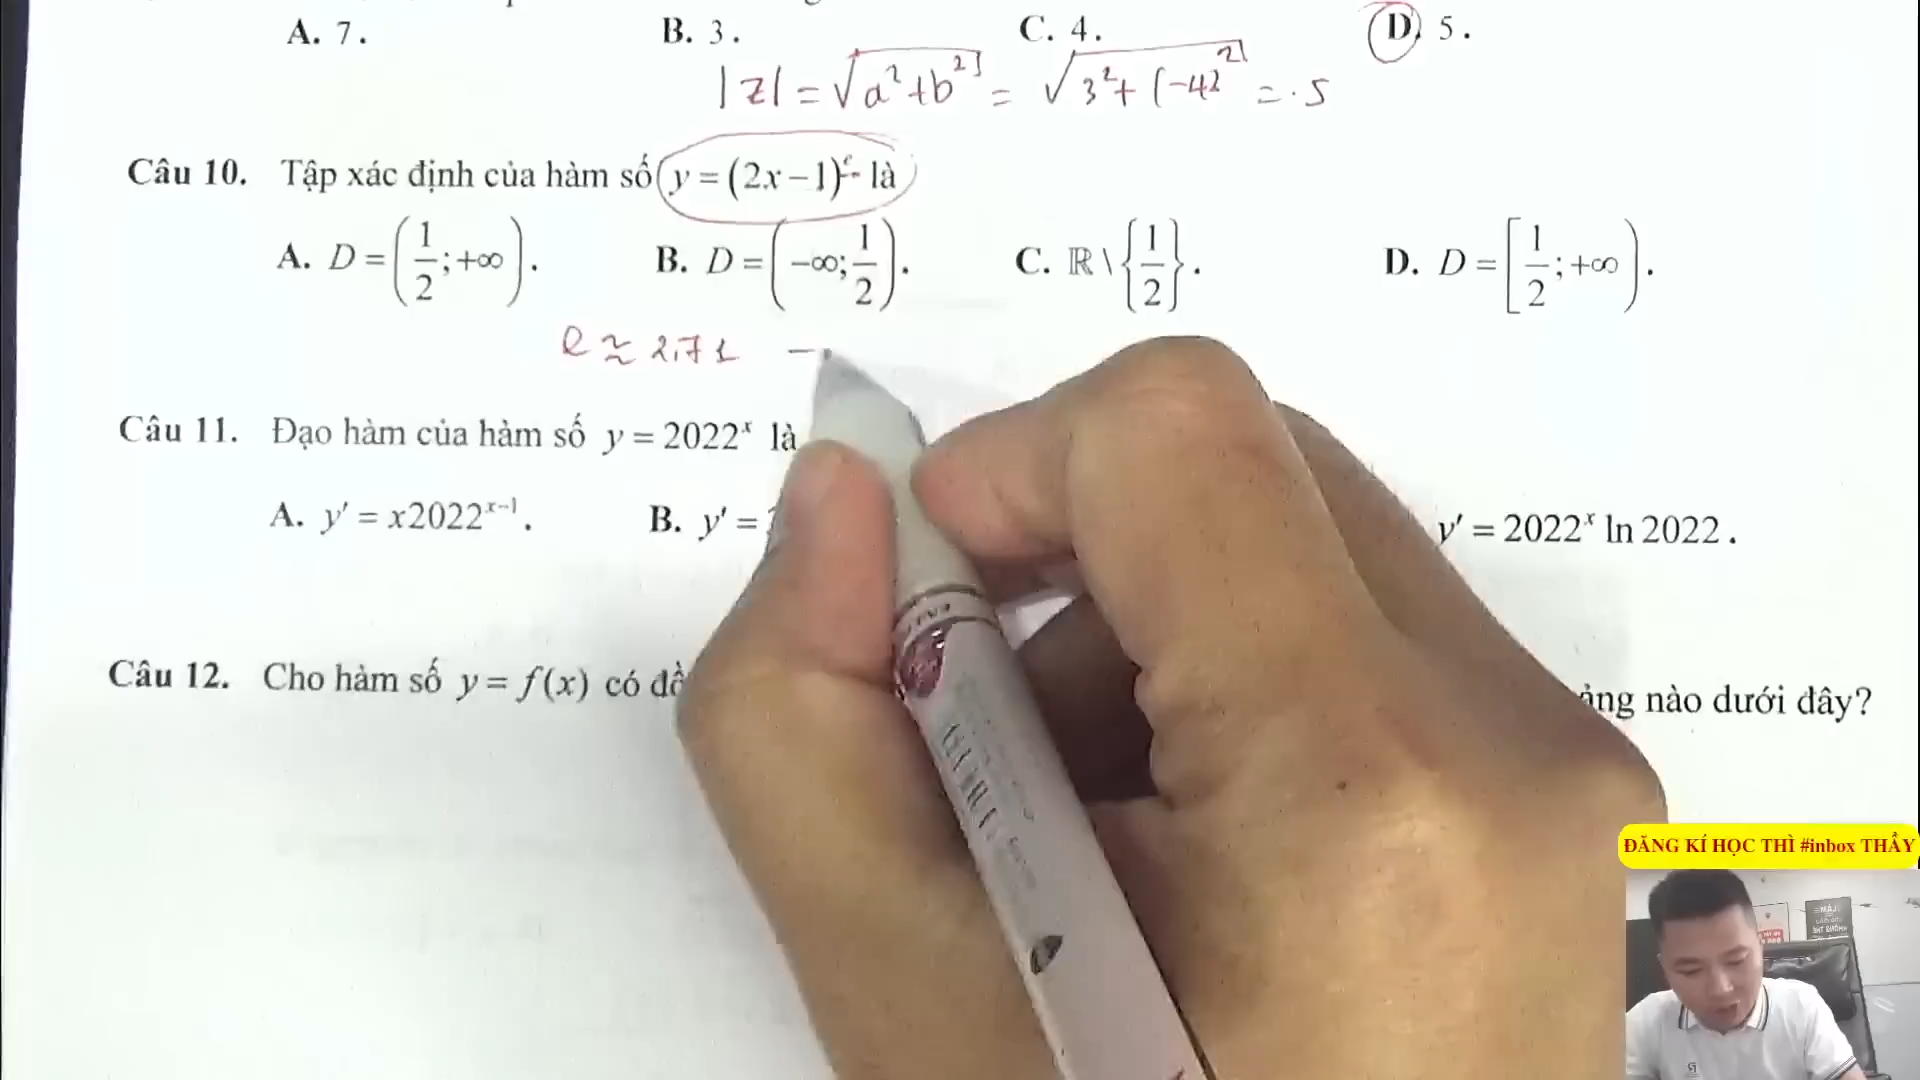 A. 7. B. 3. C. 4. D. 5.
|z| = √a²+b² = √3²+(-4)² = 5
Câu 10. Tập xác định của hàm số y = (2x−1)^e là
A. D = (1/2; +∞). B. D = (−∞; 1/2). C. ℝ \ {1/2}. D. D = [1/2; +∞).
e ≈ 2,71
Câu 11. Đạo hàm của hàm số y = 2022^x là
A. y' = x2022^(x−1). B. y' = y' = 2022^x ln 2022.
Câu 12. Cho hàm số y = f(x) có đồ nào dưới đây?
ĐĂNG KÍ HỌC THÌ #inbox THẦY